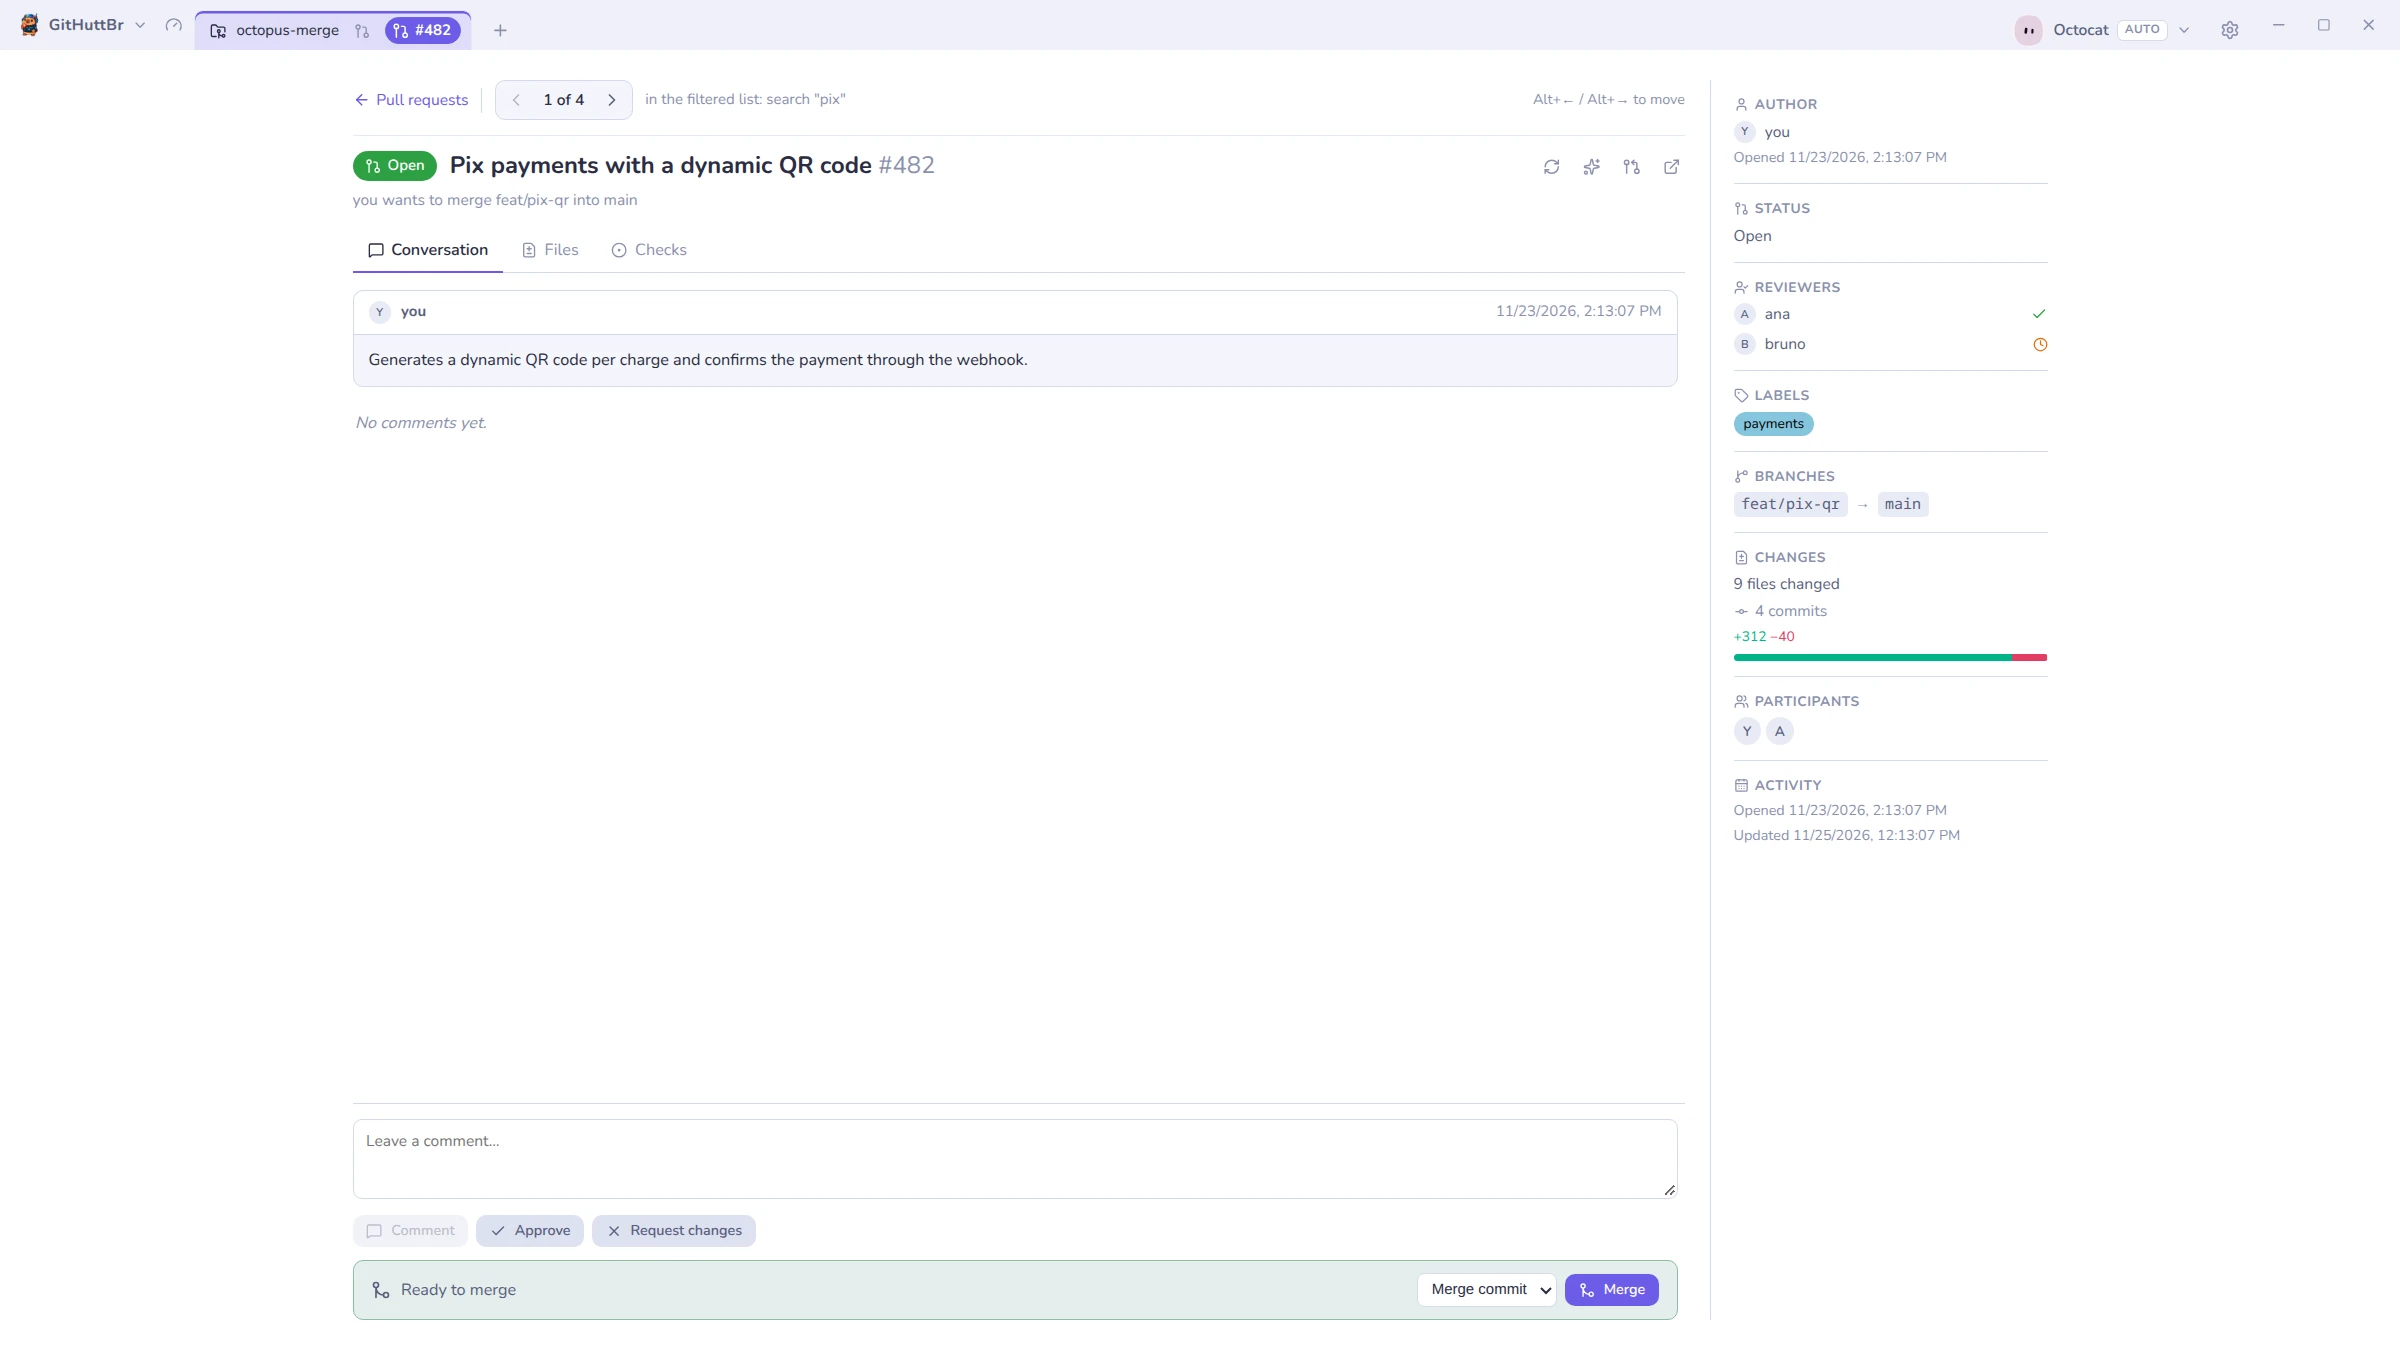 GitHuttBr
octopus-merge
#482
Octocat
AUTO
Pull requests
1 of 4
in the filtered list: search "pix"
Alt+← / Alt+→ to move
Open
Pix payments with a dynamic QR code #482
you wants to merge feat/pix-qr into main
Conversation
Files
Checks
Y
you
11/23/2026, 2:13:07 PM
Generates a dynamic QR code per charge and confirms the payment through the webhook.
No comments yet.
Leave a comment...
Comment
Approve
Request changes
Ready to merge
Merge commit
Merge
AUTHOR
Y
you
Opened 11/23/2026, 2:13:07 PM
STATUS
Open
REVIEWERS
A
ana
B
bruno
LABELS
payments
BRANCHES
feat/pix-qr → main
CHANGES
9 files changed
4 commits
+312 −40
PARTICIPANTS
Y
A
ACTIVITY
Opened 11/23/2026, 2:13:07 PM
Updated 11/25/2026, 12:13:07 PM